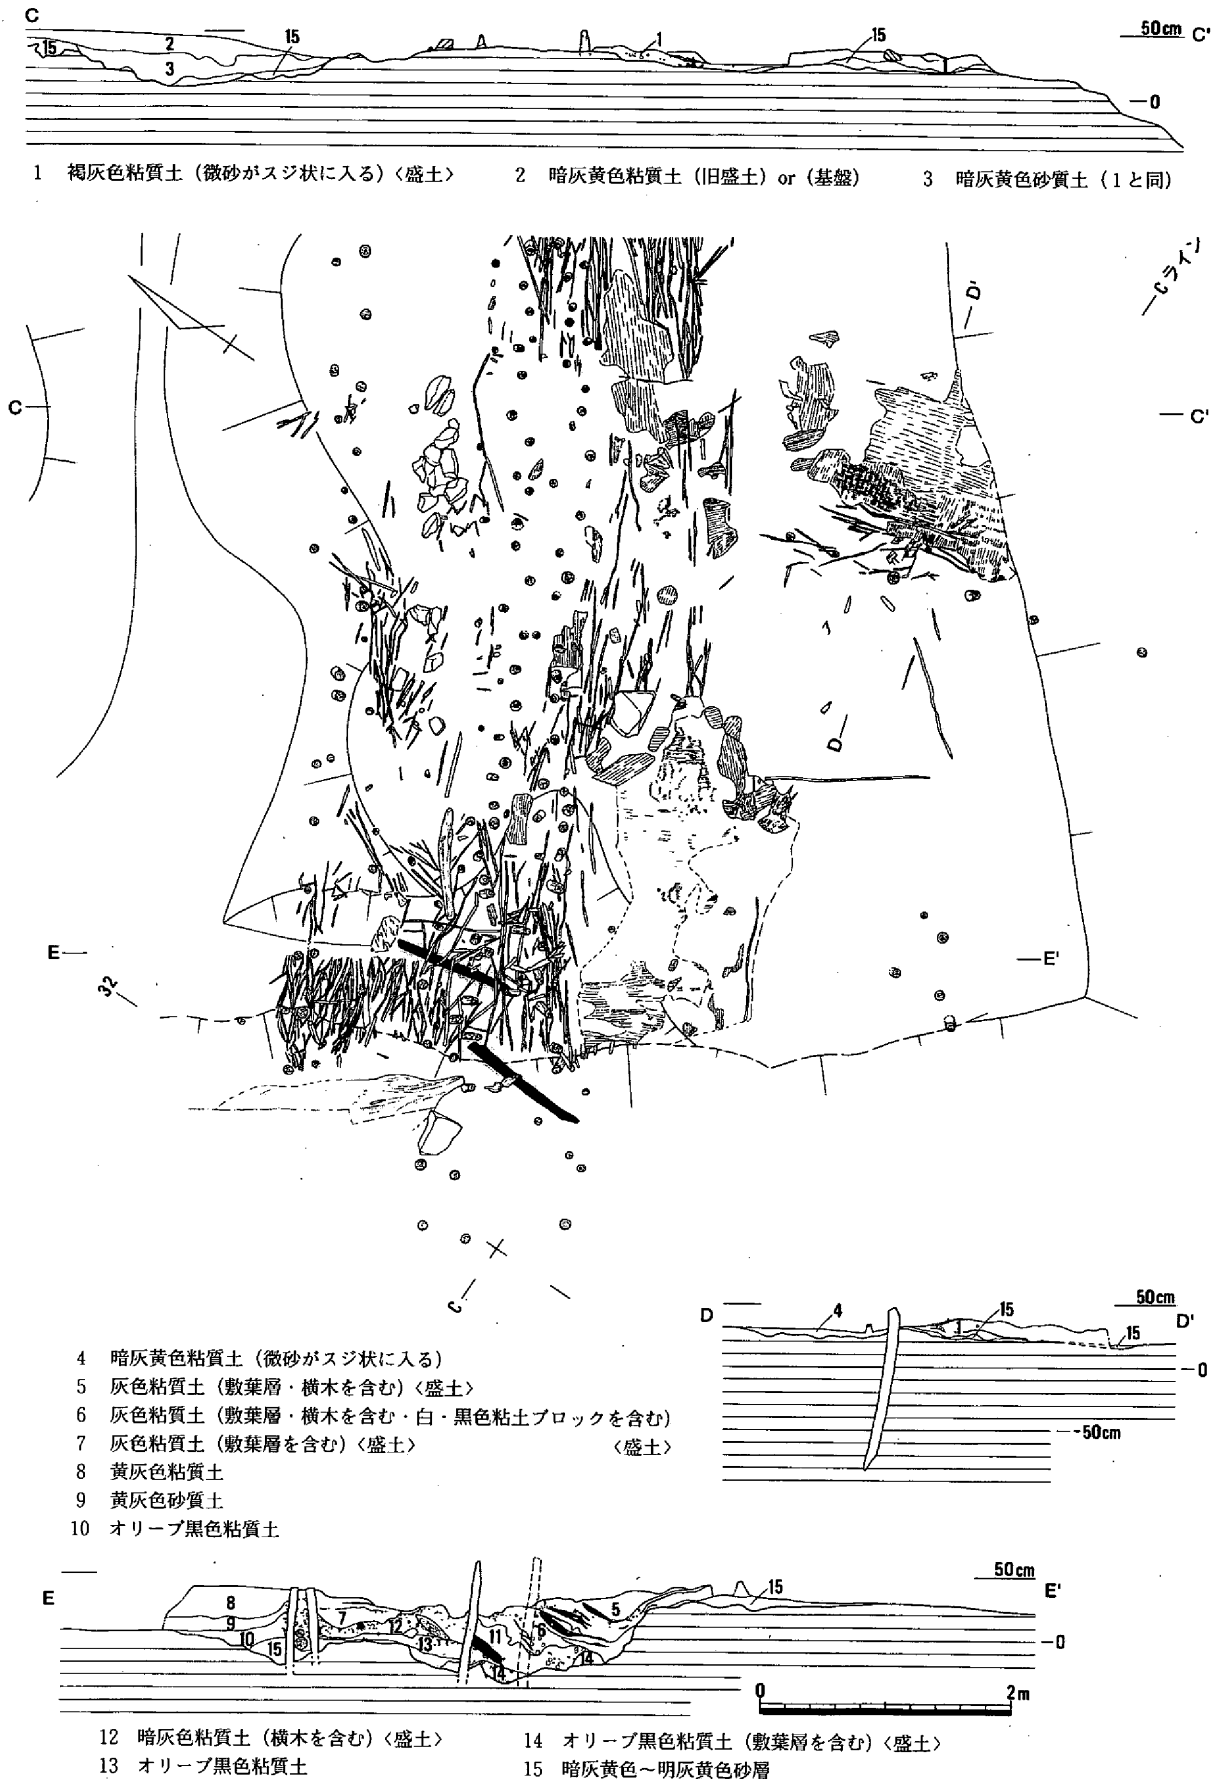 C
15
2
3
15
1
15
50cm C'
0
1 褐灰色粘質土（微砂がスジ状に入る）〈盛土〉 2 暗灰黄色粘質土（旧盛土）or（基盤） 3 暗灰黄色砂質土（1と同）
Cライン
D'
C
C'
D
E
E'
32
C
D
4
1
15
50cm
D'
15
0
-50cm
4 暗灰黄色粘質土（微砂がスジ状に入る）
5 灰色粘質土（敷葉層・横木を含む）〈盛土〉
6 灰色粘質土（敷葉層・横木を含む・白・黒色粘土ブロックを含む）
7 灰色粘質土（敷葉層を含む）〈盛土〉 〈盛土〉
8 黄灰色粘質土
9 黄灰色砂質土
10 オリーブ黒色粘質土
E
8
9
10
15
7
12
13
11
14
6
14
5
15
50cm
E'
0
0 2m
12 暗灰色粘質土（横木を含む）〈盛土〉 14 オリーブ黒色粘質土（敷葉層を含む）〈盛土〉
13 オリーブ黒色粘質土 15 暗灰黄色～明灰黄色砂層